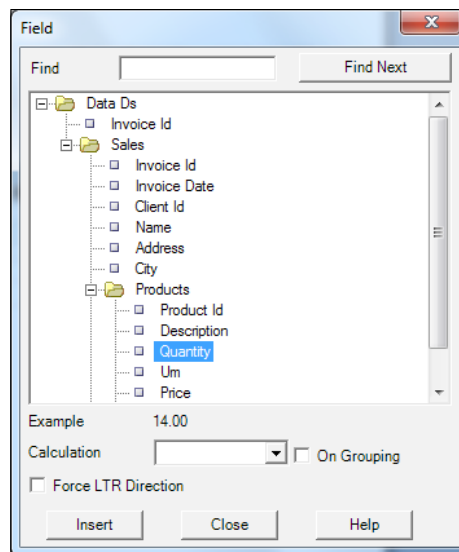 Field
Find
Find Next
Data Ds
Invoice Id
Sales
Invoice Id
Invoice Date
Client Id
Name
Address
City
Products
Product Id
Description
Quantity
Um
Price
Example 14.00
Calculation On Grouping
Force LTR Direction
Insert Close Help